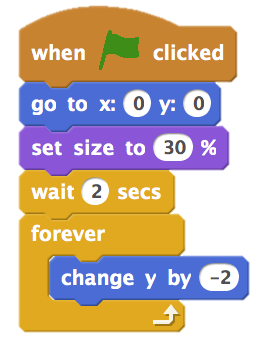 when clicked
go to x: 0 y: 0
set size to 30 %
wait 2 secs
forever
change y by -2